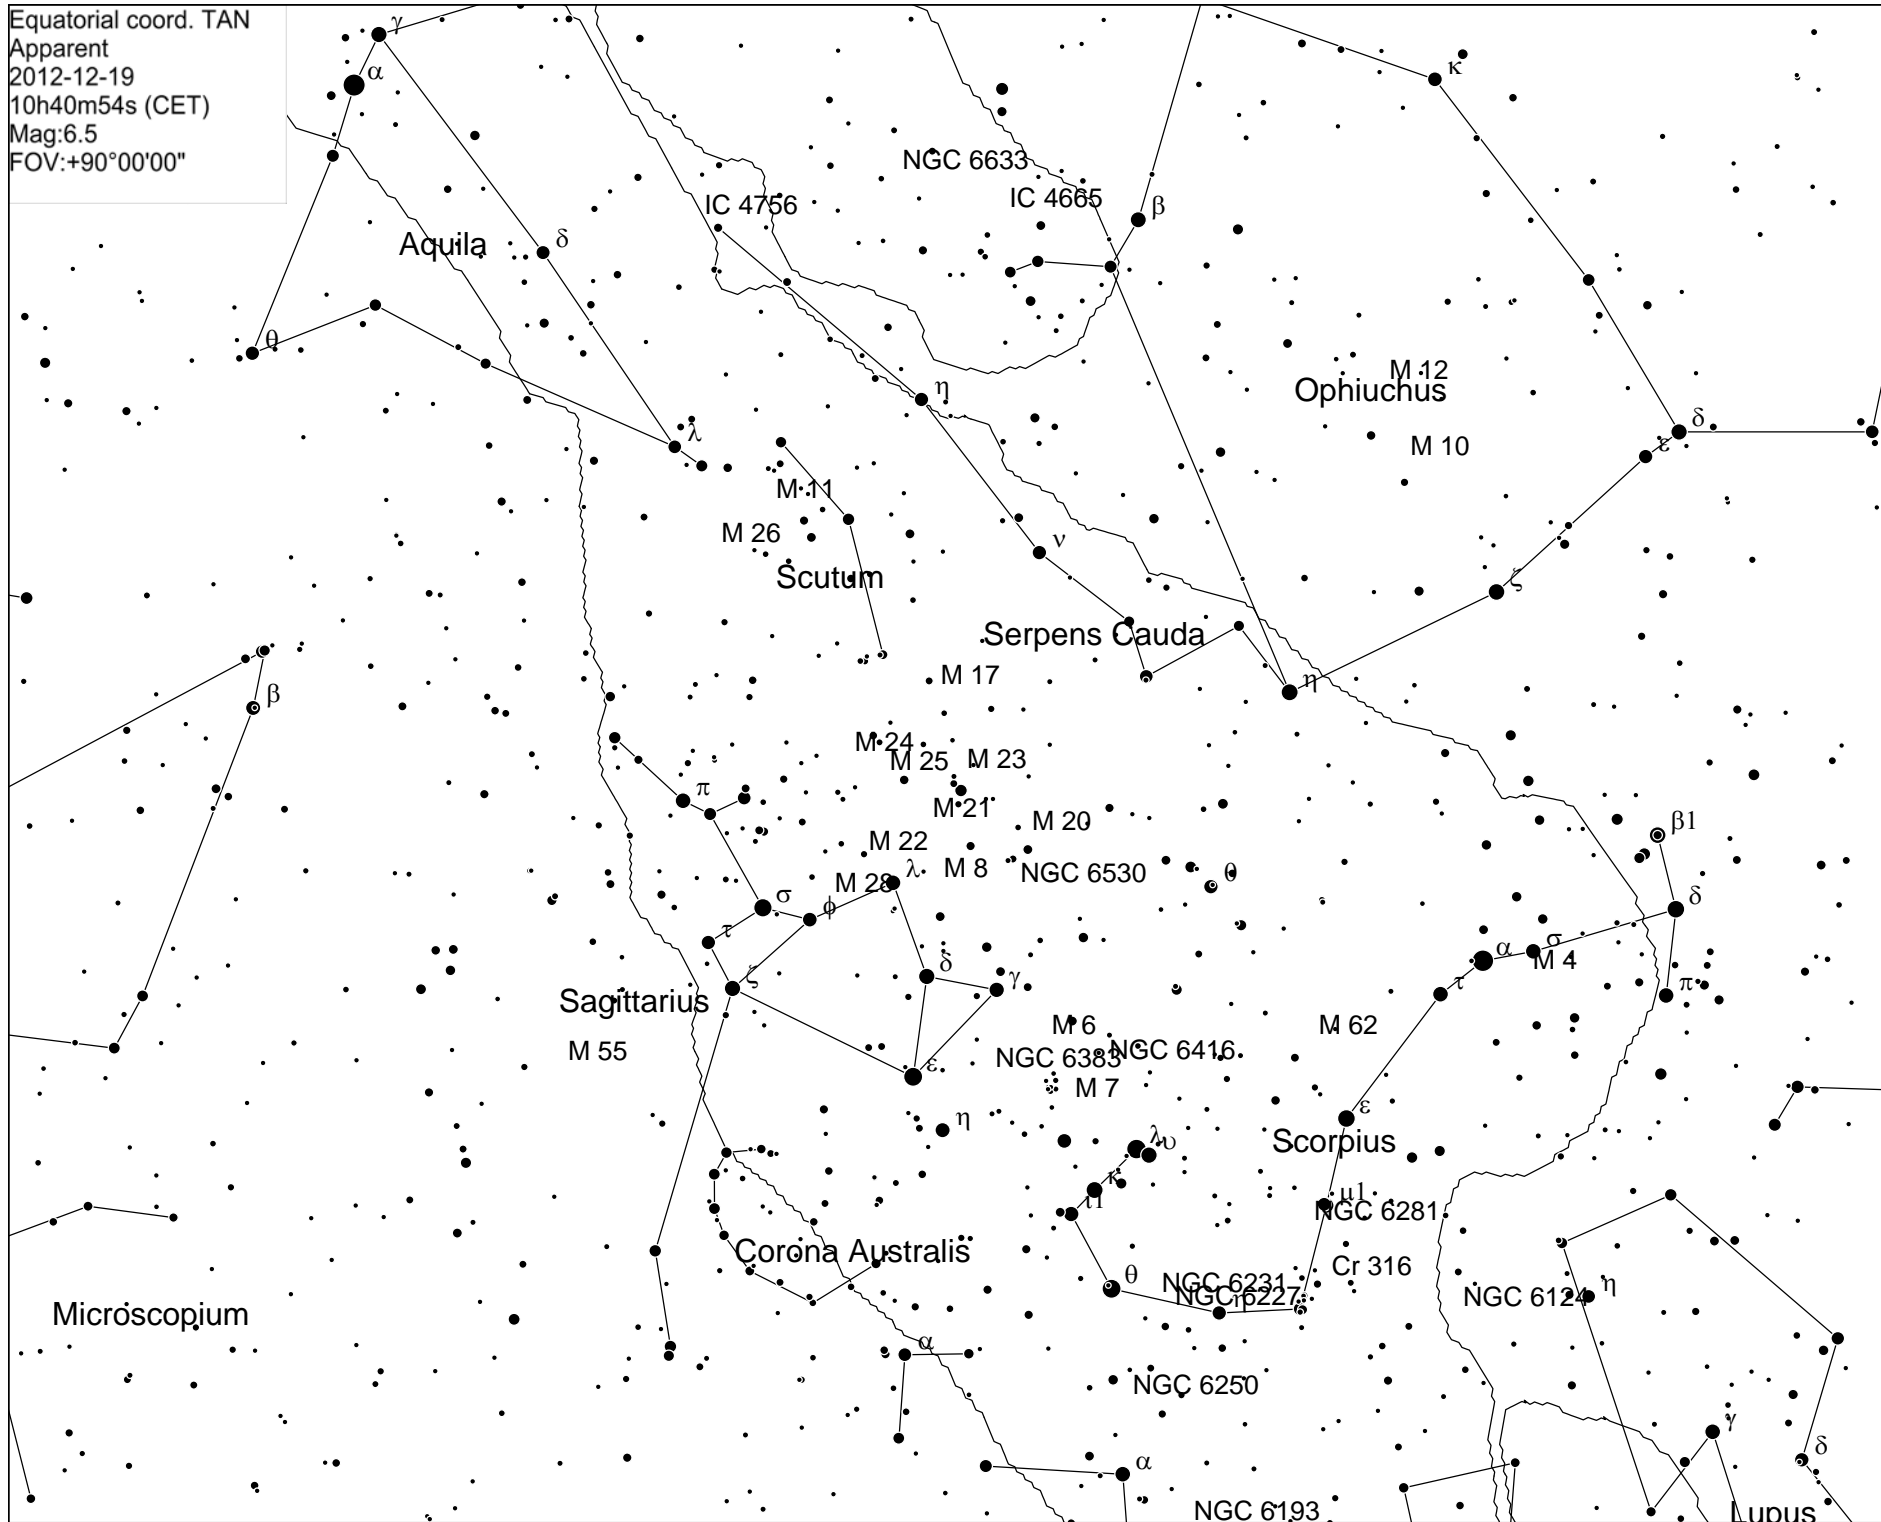 Equatorial coord. TAN
Apparent
2012-12-19
10h40m54s (CET)
Mag:6.5
FOV:+90°00'00"
γ
α
κ
NGC 6633
IC 4756
IC 4665
β
Aquila
δ
θ
M 12
Ophiuchus
η
δ
λ
ε
M 10
M 11
M 26
ν
Scutum
ζ
Serpens Cauda
M 17
η
β
M 24
M 25
M 23
π
M 21
M 20
β1
M 22
λ
M 8
NGC 6530
θ
M 28
σ
φ
δ
τ
α
σ
M 4
ζ
δ
γ
τ
π
Sagittarius
M 6
M 62
M 55
NGC 6383
NGC 6416
ε
M 7
η
ε
Scorpius
λ
υ
κ
ι1
μ1
NGC 6281
Corona Australis
Cr 316
θ
NGC 6231
NGC 6227
η
NGC 6124
η
Microscopium
α
NGC 6250
γ
δ
α
NGC 6193
Lupus